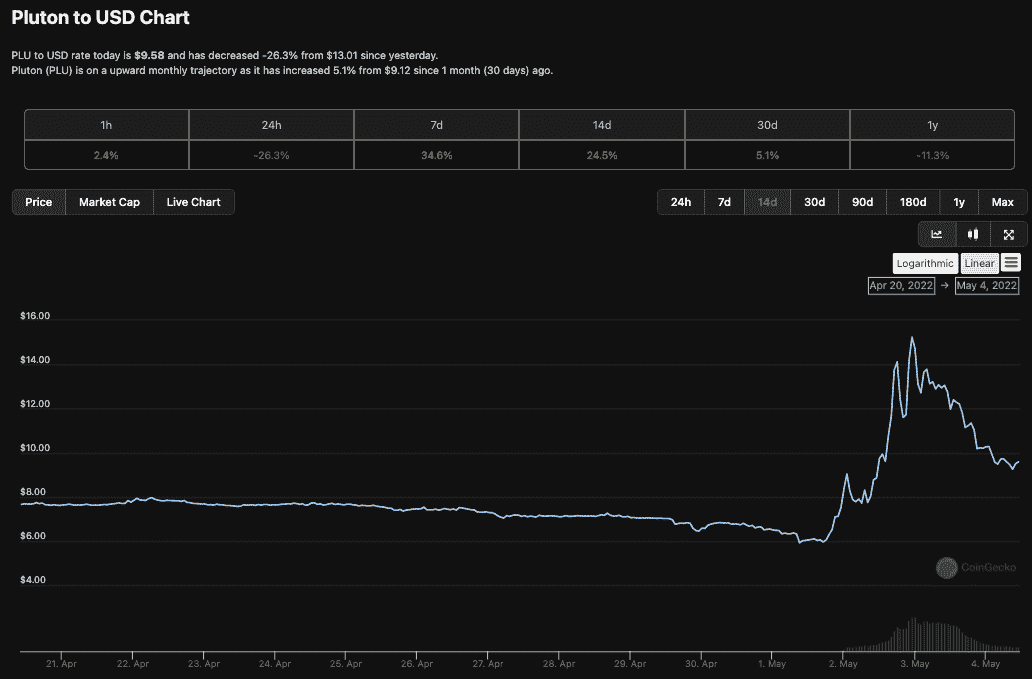 Pluton to USD Chart
PLU to USD rate today is $9.58 and has decreased -26.3% from $13.01 since yesterday.
Pluton (PLU) is on a upward monthly trajectory as it has increased 5.1% from $9.12 since 1 month (30 days) ago.
1h 24h 7d 14d 30d 1y
2.4% -26.3% 34.6% 24.5% 5.1% -11.3%
Price Market Cap Live Chart 24h 7d 14d 30d 90d 180d 1y Max
Logarithmic Linear
Apr 20, 2022 → May 4, 2022
$16.00
$14.00
$12.00
$10.00
$8.00
$6.00
$4.00
CoinGecko
21. Apr 22. Apr 23. Apr 24. Apr 25. Apr 26. Apr 27. Apr 28. Apr 29. Apr 30. Apr 1. May 2. May 3. May 4. May